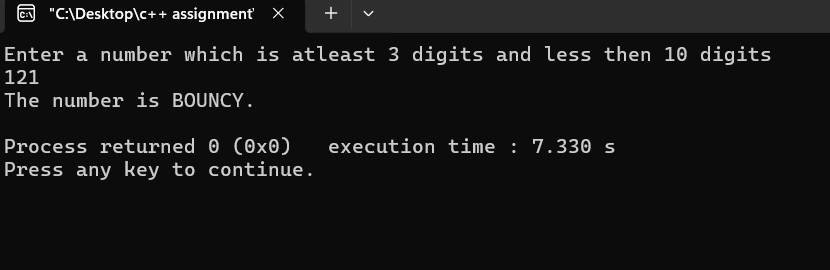 "C:\Desktop\c++ assignment'
Enter a number which is atleast 3 digits and less then 10 digits
121
The number is BOUNCY.
Process returned 0 (0x0)   execution time : 7.330 s
Press any key to continue.